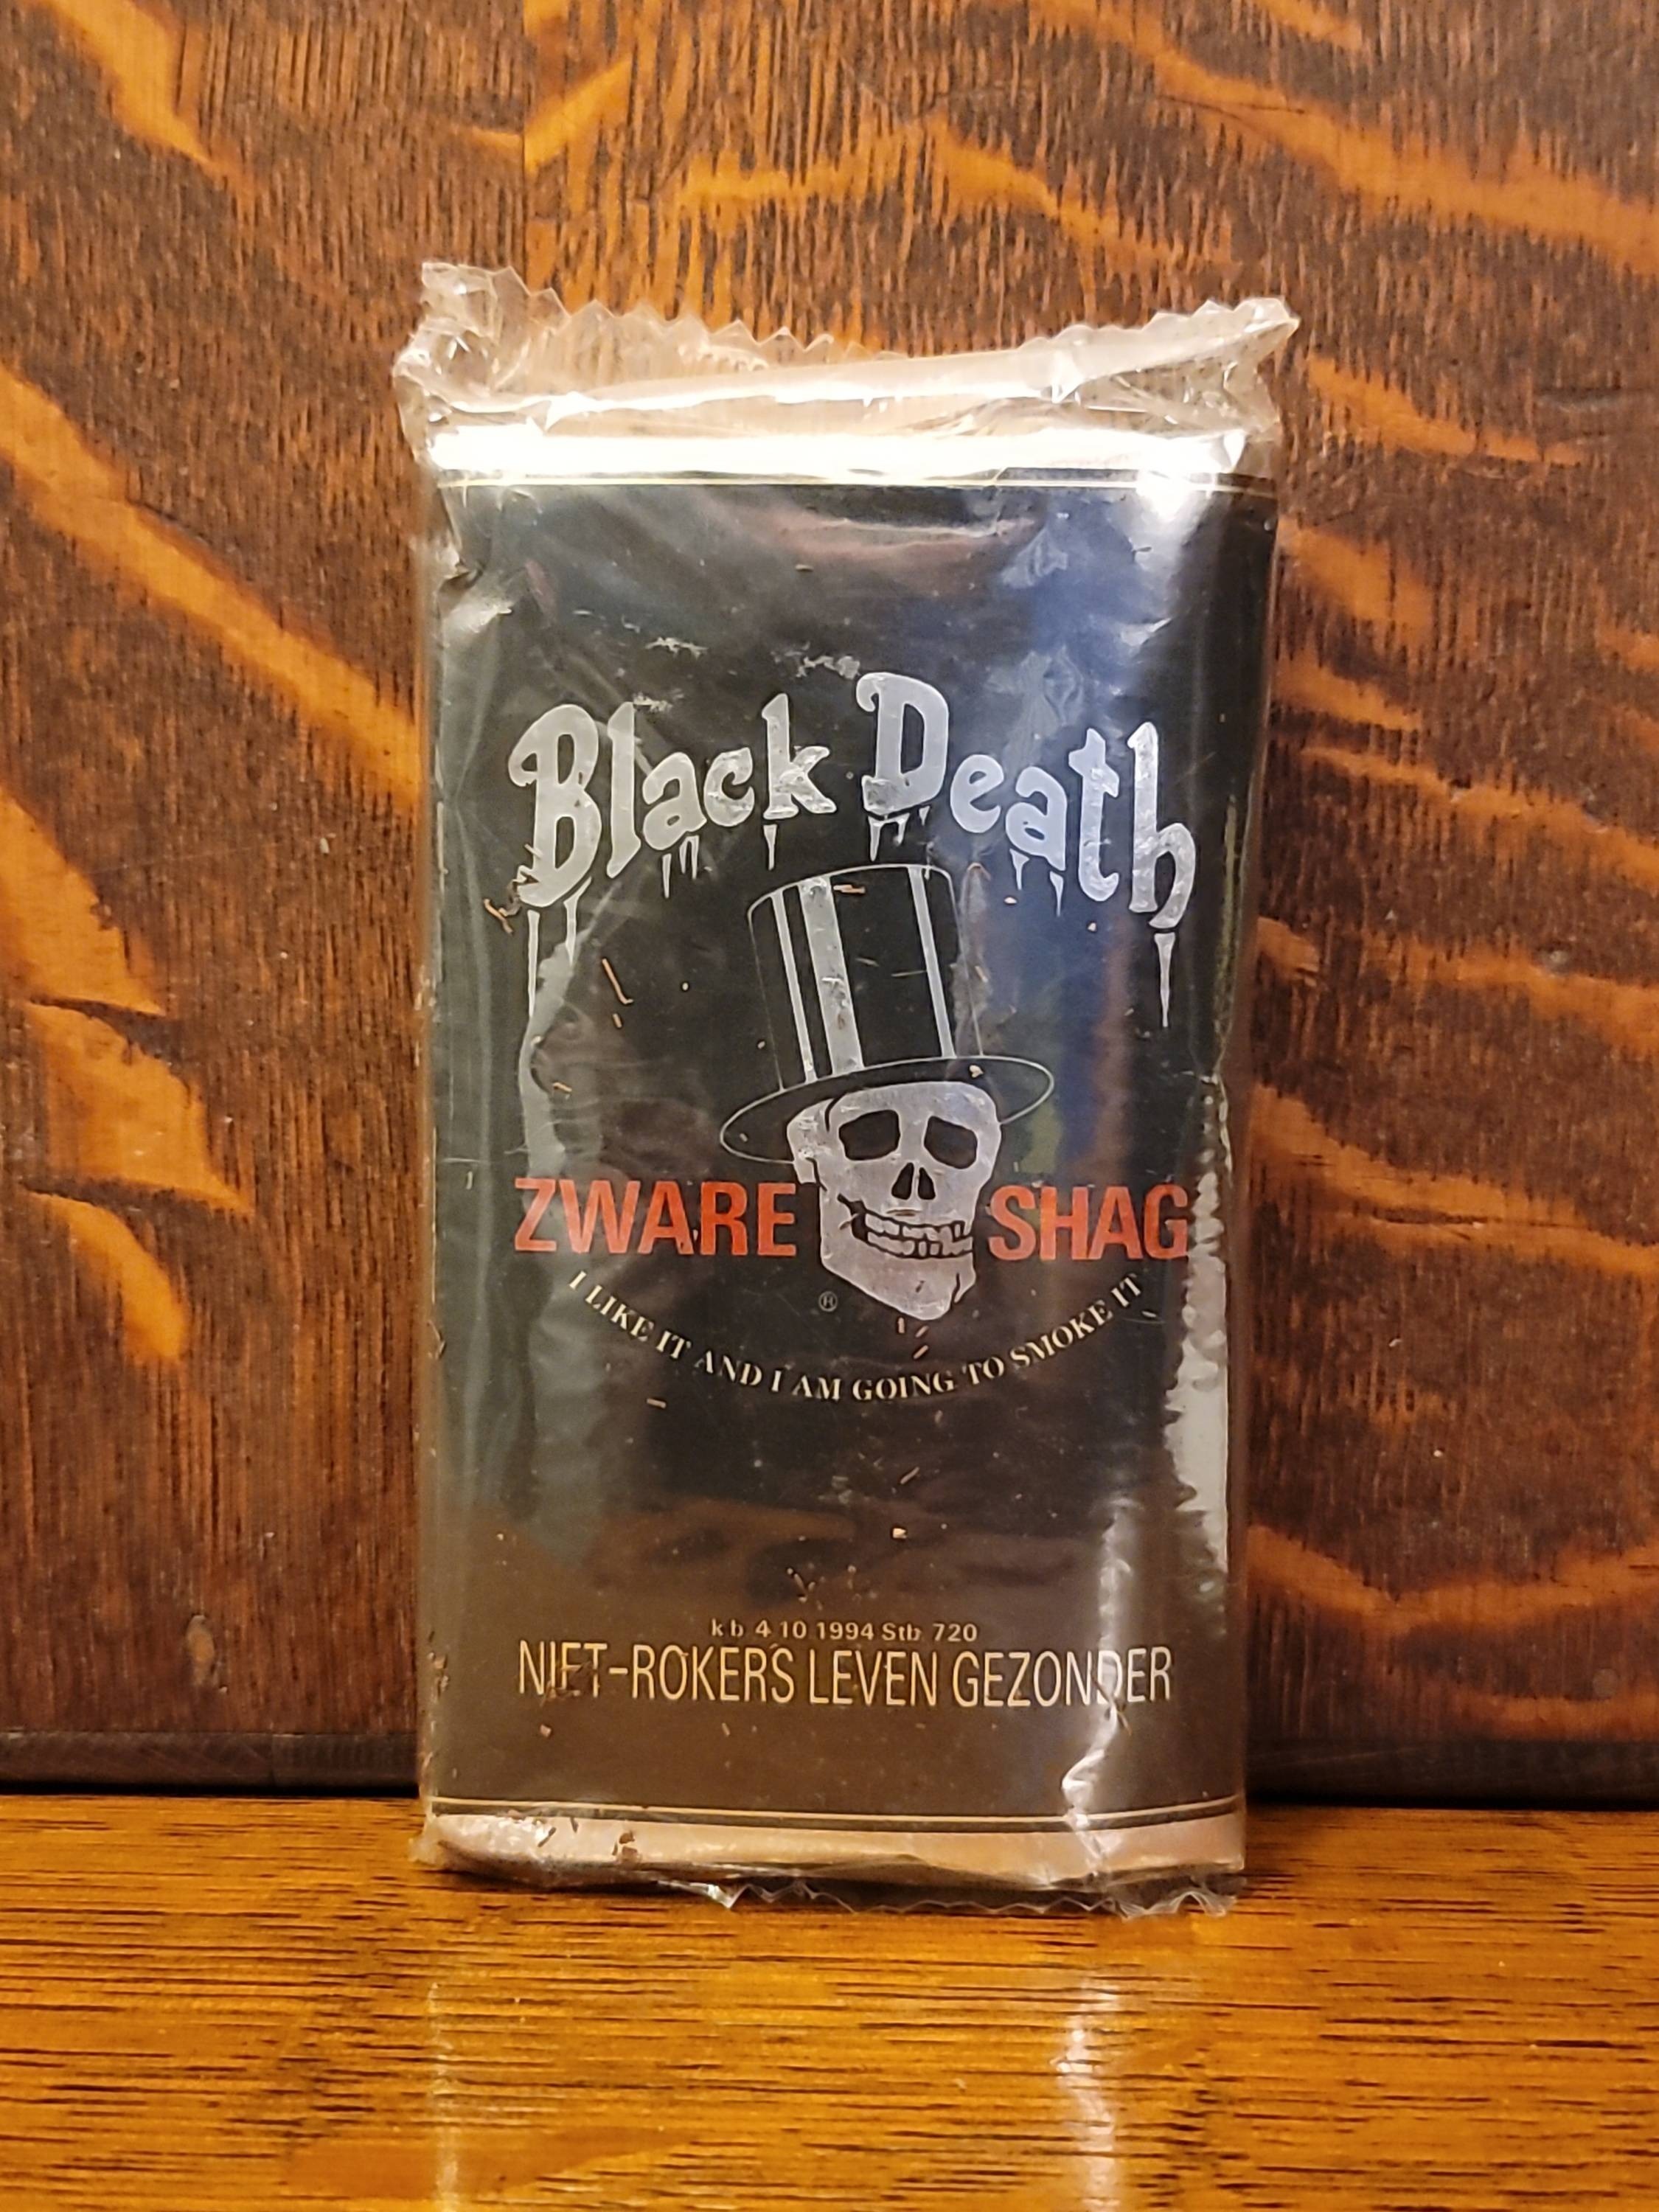 Black Death
ZWARE SHAG
®
I LIKE IT AND I AM GOING TO SMOKE IT
kb 4 10 1994 Stb 720
NIET-ROKERS LEVEN GEZONDER